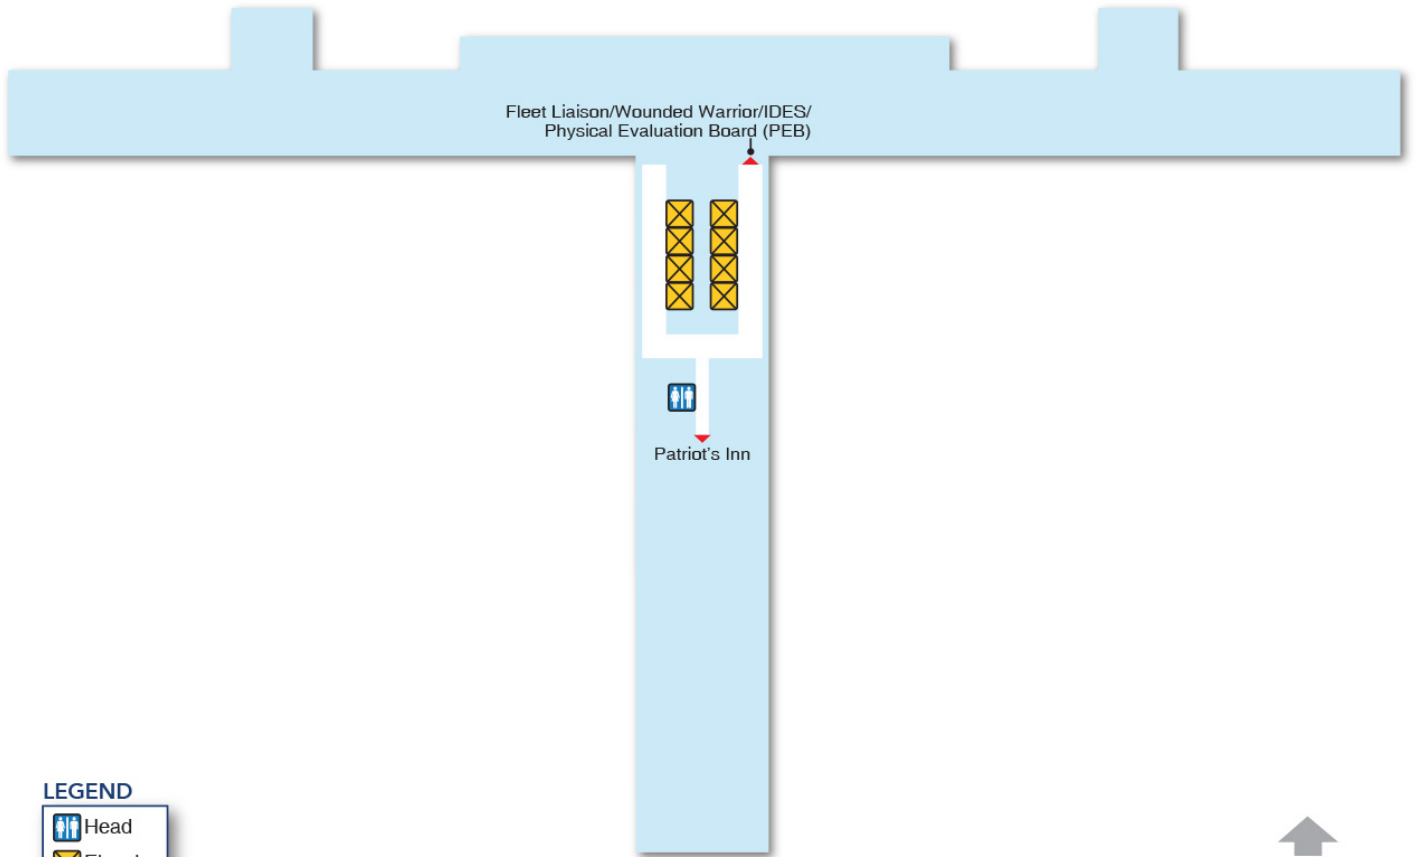 Fleet Liaison/Wounded Warrior/IDES/
Physical Evaluation Board (PEB)
Patriot's Inn
LEGEND
Head